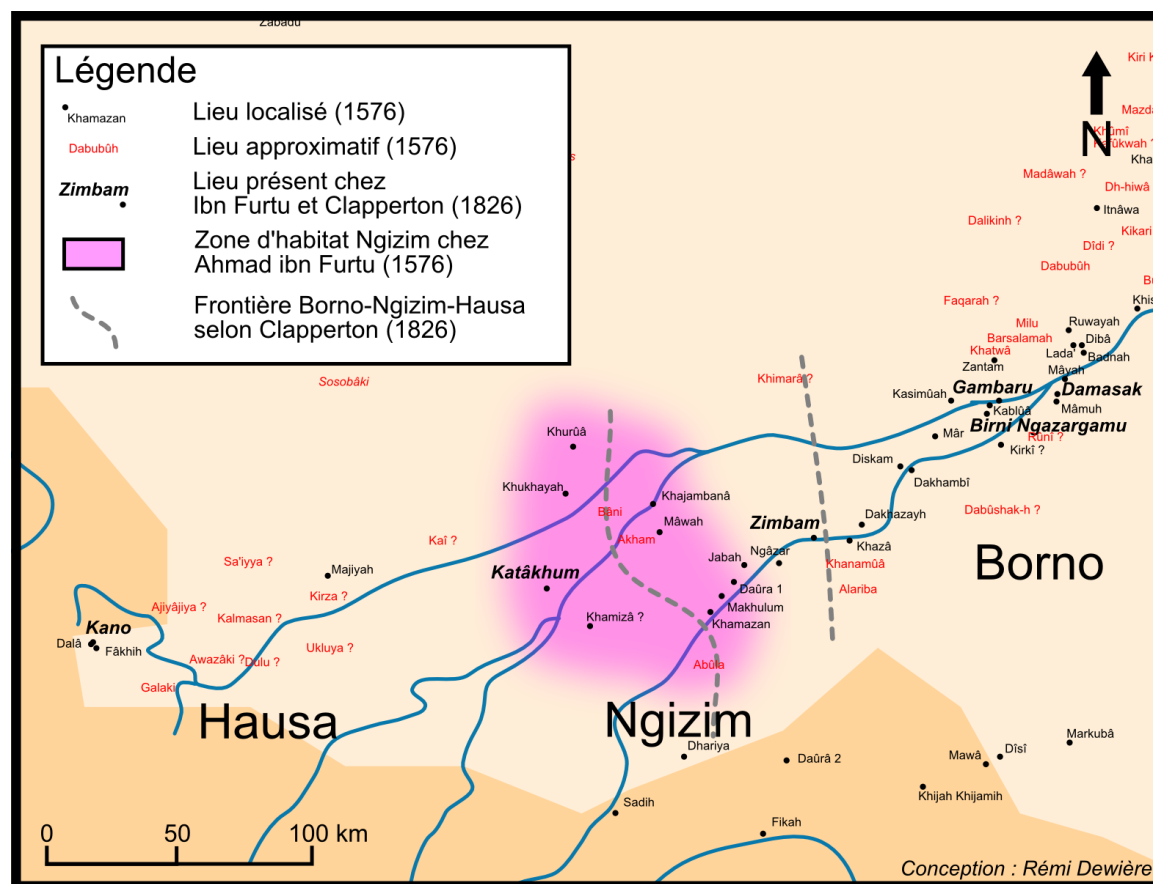 Zabadu
Légende
Khamazan
Lieu localisé (1576)
Dabubûh
Lieu approximatif (1576)
Zimbam
Lieu présent chez
Ibn Furtu et Clapperton (1826)
Zone d'habitat Ngizim chez
Ahmad ibn Furtu (1576)
Frontière Borno-Ngizim-Hausa
selon Clapperton (1826)
N
Kiri
Khûmî
Madâwah ?
Dh-hiwâ
Itnâwa
Dalikinh ?
Kikari
Dîdi ?
Dabubûh
Faqarah ?
Milu
Ruwayah
Barsalamah
Dibâ
Khatwâ
Lada'
Badnah
Zantam
Mâyah
Sosobâki
Khimarâ ?
Kasimûah
Gambaru
Damasak
Kablûâ
Mâmuh
Birni Ngazargamu
Khurûâ
Mâr
Runi ?
Kirkî ?
Diskam
Dakhambî
Khukhayah
Khajambanâ
Bâni
Dabûshak-h ?
Mâwah
Zimbam
Dakhazayh
Kaî ?
Akham
Khazâ
Jabah
Ngâzar
Sa'iyya ?
Majiyah
Katâkhum
Khanamûâ
Borno
Daûra 1
Alariba
Kirza ?
Makhulum
Ajiyâjiya ?
Kalmasan ?
Khamizâ ?
Khamazan
Kano
Dalâ
Fâkhih
Ukluya ?
Awazâki ?
Dulu ?
Abûla
Galaki
Hausa
Ngizim
Dhariya
Daûrâ 2
Markubâ
Dîsî
Mawâ
Khijah Khijamih
Sadih
Fikah
0 50 100 km
Conception : Rémi Dewière